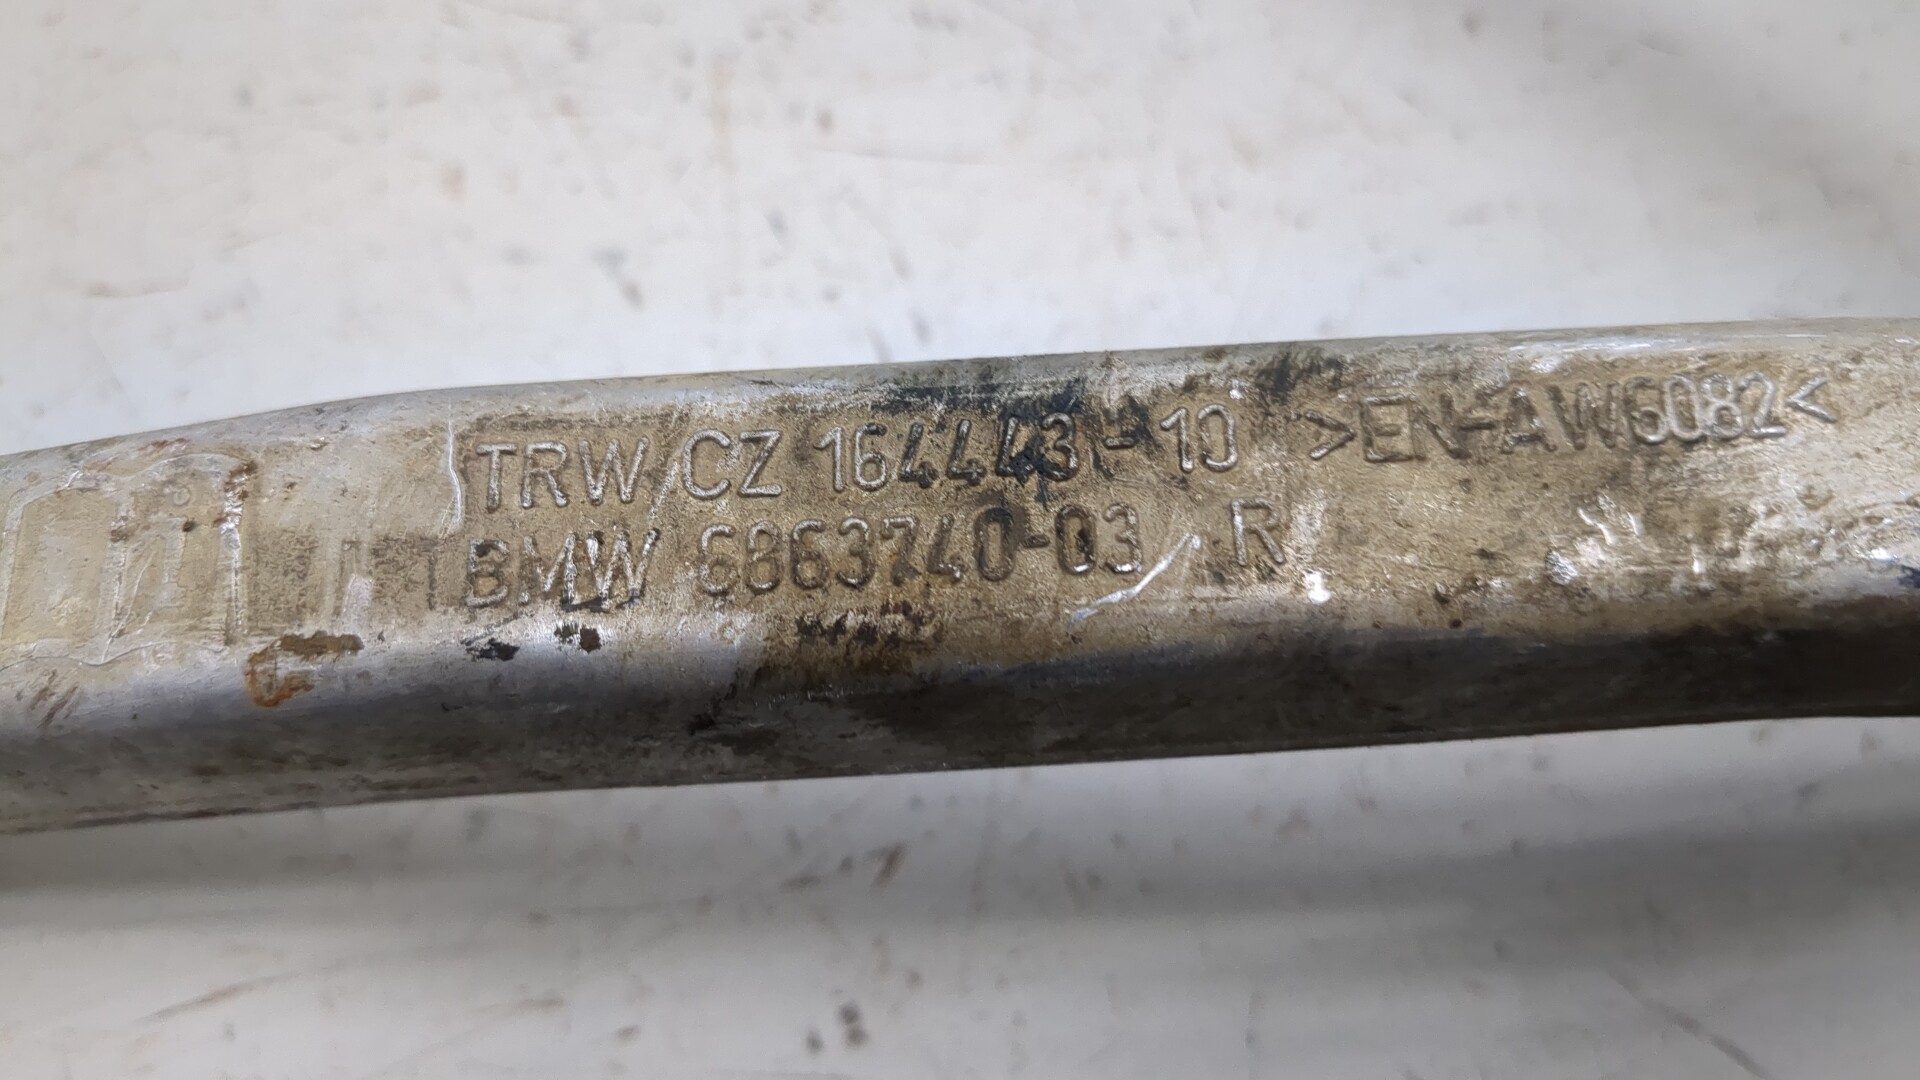 TRW CZ 164443-10 >EN-AW6082<
BMW 6863740-03 R